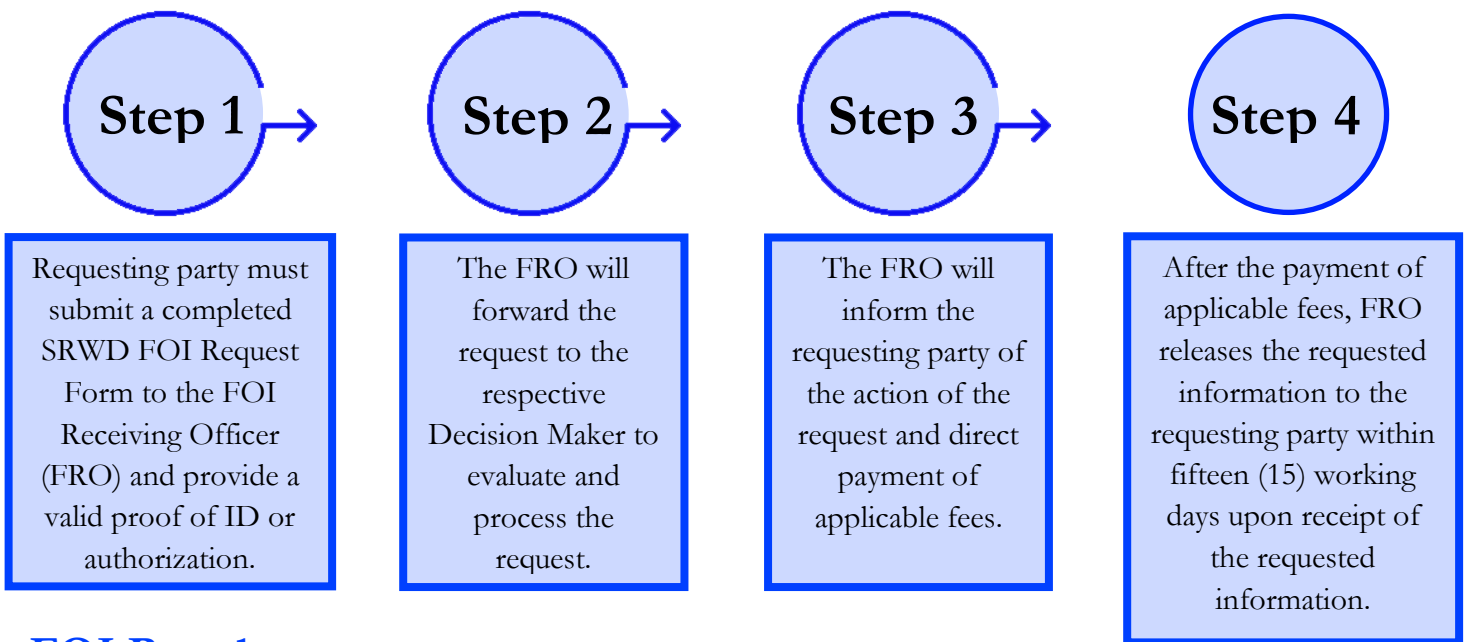 Step 1
Step 2
Step 3
Step 4
Requesting party must
submit a completed
SRWD FOI Request
Form to the FOI
Receiving Officer
(FRO) and provide a
valid proof of ID or
authorization.
The FRO will
forward the
request to the
respective
Decision Maker to
evaluate and
process the
request.
The FRO will
inform the
requesting party of
the action of the
request and direct
payment of
applicable fees.
After the payment of
applicable fees, FRO
releases the requested
information to the
requesting party within
fifteen (15) working
days upon receipt of
the requested
information.